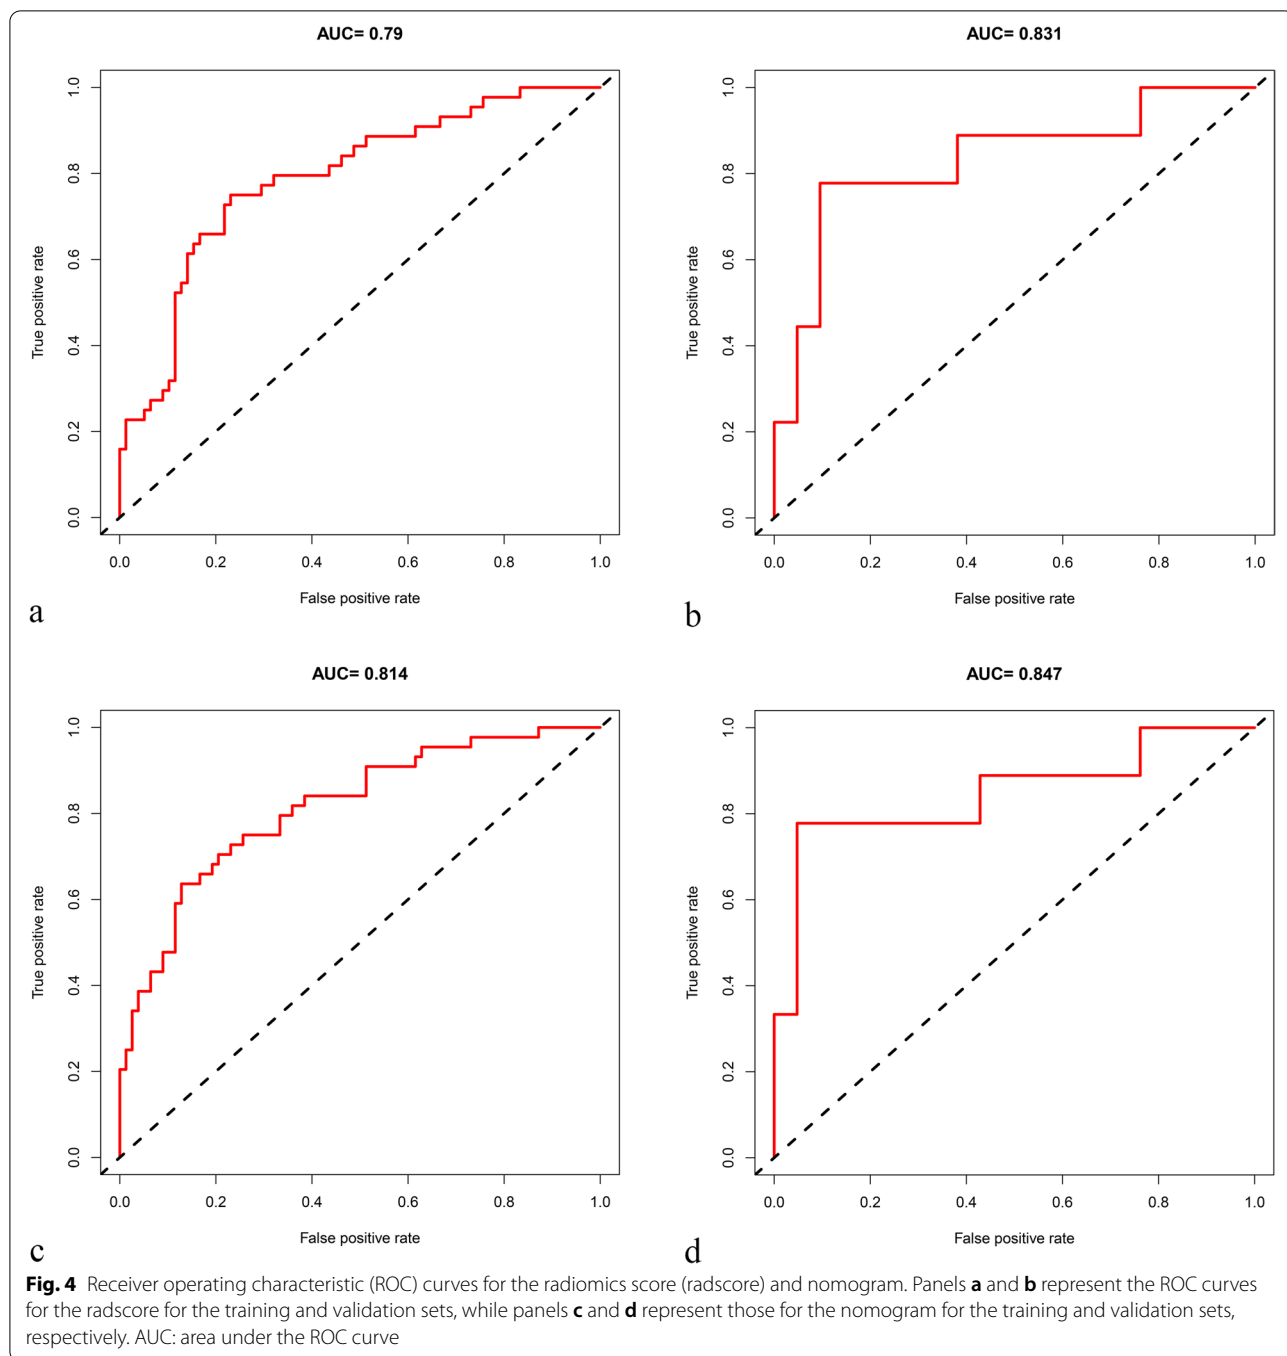 AUC= 0.79
True positive rate
1.0
0.8
0.6
0.4
0.2
0.0
0.0 0.2 0.4 0.6 0.8 1.0
False positive rate
a
AUC= 0.831
True positive rate
1.0
0.8
0.6
0.4
0.2
0.0
0.0 0.2 0.4 0.6 0.8 1.0
False positive rate
b
AUC= 0.814
True positive rate
1.0
0.8
0.6
0.4
0.2
0.0
0.0 0.2 0.4 0.6 0.8 1.0
False positive rate
c
AUC= 0.847
True positive rate
1.0
0.8
0.6
0.4
0.2
0.0
0.0 0.2 0.4 0.6 0.8 1.0
False positive rate
d
Fig. 4 Receiver operating characteristic (ROC) curves for the radiomics score (radscore) and nomogram. Panels a and b represent the ROC curves
for the radscore for the training and validation sets, while panels c and d represent those for the nomogram for the training and validation sets,
respectively. AUC: area under the ROC curve